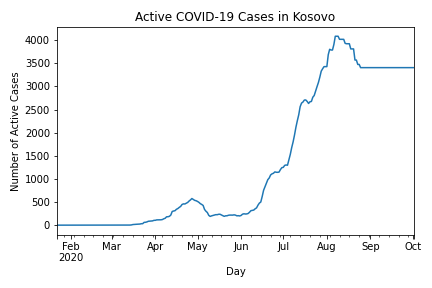 Active COVID-19 Cases in Kosovo
Number of Active Cases
4000
3500
3000
2500
2000
1500
1000
500
0
Feb Mar Apr May Jun Jul Aug Sep Oct
2020
Day